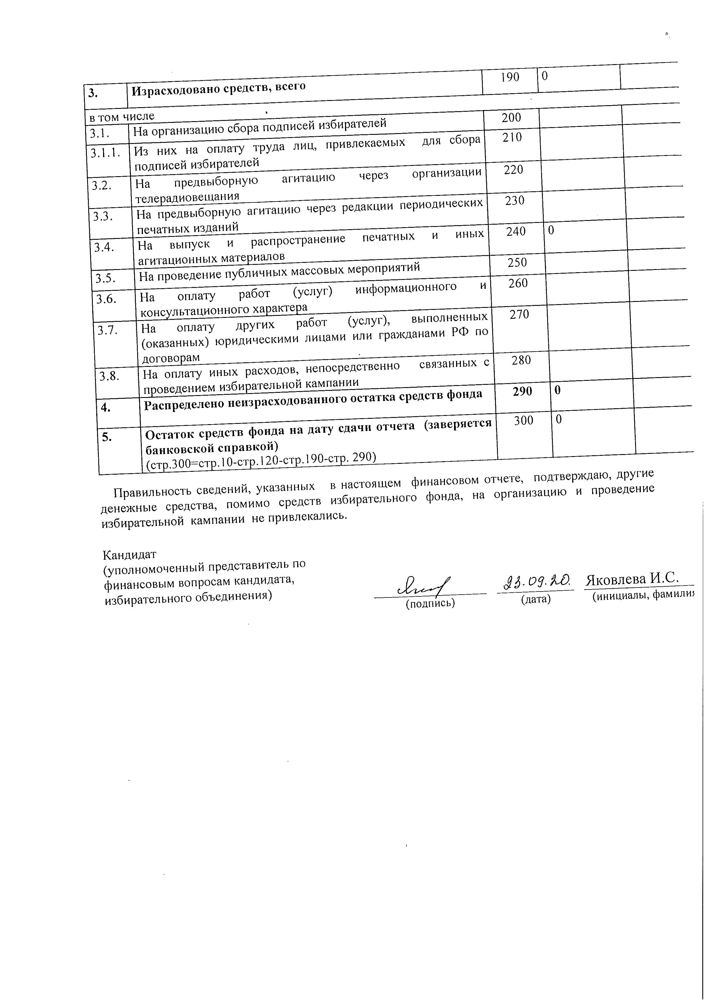 3. Израсходовано средств, всего 190 0
в том числе
3.1. На организацию сбора подписей избирателей 200
3.1.1. Из них на оплату труда лиц, привлекаемых для сбора 210
подписей избирателей
3.2. На предвыборную агитацию через организации 220
телерадиовещания
3.3. На предвыборную агитацию через редакции периодических 230
печатных изданий
3.4. На выпуск и распространение печатных и иных 240 0
агитационных материалов
3.5. На проведение публичных массовых мероприятий 250
3.6. На оплату работ (услуг) информационного и 260
консультационного характера
3.7. На оплату других работ (услуг), выполненных 270
(оказанных) юридическими лицами или гражданами РФ по
договорам
3.8. На оплату иных расходов, непосредственно связанных с 280
проведением избирательной кампании
4. Распределено неизрасходованного остатка средств фонда 290 0
5. Остаток средств фонда на дату сдачи отчета (заверяется 300 0
банковской справкой)
(стр.300=стр.10-стр.120-стр.190-стр. 290)
Правильность сведений, указанных в настоящем финансовом отчете, подтверждаю, другие
денежные средства, помимо средств избирательного фонда, на организацию и проведение
избирательной кампании не привлекались.
Кандидат
(уполномоченный представитель по
финансовым вопросам кандидата,
избирательного объединения)
23.09.20. Яковлева И.С.
(подпись) (дата) (инициалы, фамилия